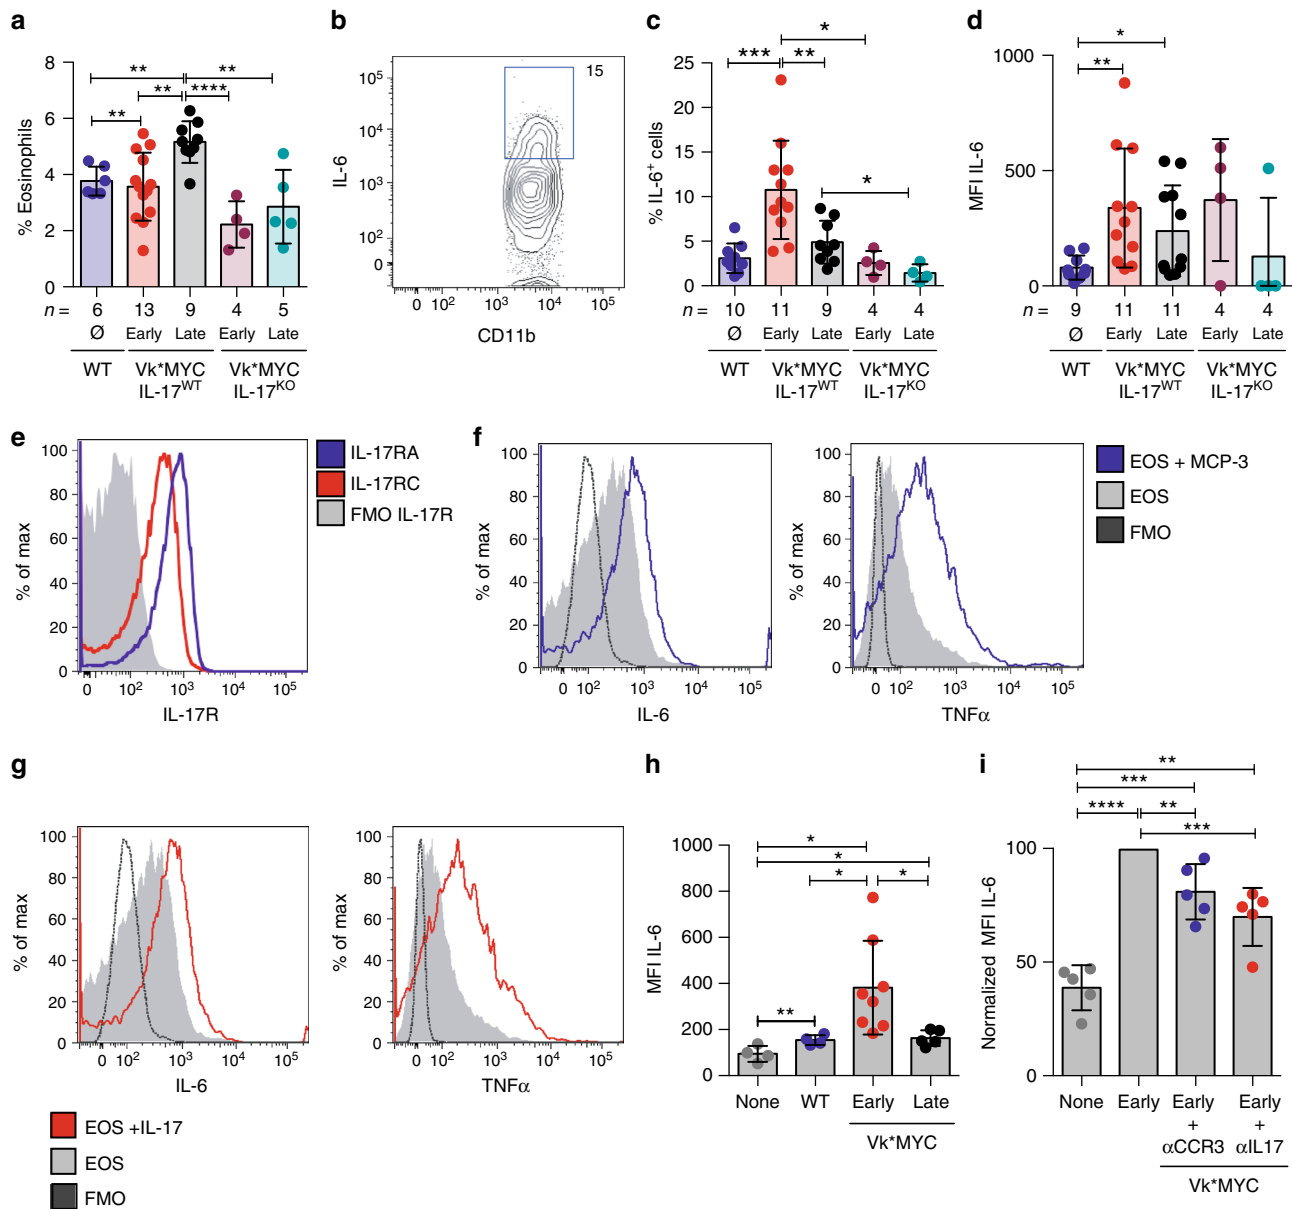 a
% Eosinophils
8
6
4
2
0
** ** ** **** **
n = 6 13 9 4 5
Ø Early Late Early Late
WT Vk*MYC IL-17WT Vk*MYC IL-17KO
b
15
IL-6
10⁵
10⁴
10³
10²
0
0 10² 10³ 10⁴ 10⁵
CD11b
c
% IL-6⁺ cells
25
20
15
10
5
0
*
*** **
*
n = 10 11 9 4 4
Ø Early Late Early Late
WT Vk*MYC IL-17WT Vk*MYC IL-17KO
d
MFI IL-6
1000
500
0
*
**
n = 9 11 11 4 4
Ø Early Late Early Late
WT Vk*MYC IL-17WT Vk*MYC IL-17KO
e
% of max
100
80
60
40
20
0
0 10² 10³ 10⁴ 10⁵
IL-17R
IL-17RA
IL-17RC
FMO IL-17R
f
% of max
100
80
60
40
20
0
0 10² 10³ 10⁴ 10⁵
IL-6
% of max
100
80
60
40
20
0
0 10² 10³ 10⁴ 10⁵
TNFα
EOS + MCP-3
EOS
FMO
g
% of max
100
80
60
40
20
0
0 10² 10³ 10⁴ 10⁵
IL-6
% of max
100
80
60
40
20
0
0 10² 10³ 10⁴ 10⁵
TNFα
EOS +IL-17
EOS
FMO
h
MFI IL-6
1000
800
600
400
200
0
*
*
* *
**
None WT Early Late
Vk*MYC
i
Normalized MFI IL-6
100
50
0
**
***
**** **
***
None Early Early + αCCR3 Early + αIL17
Vk*MYC